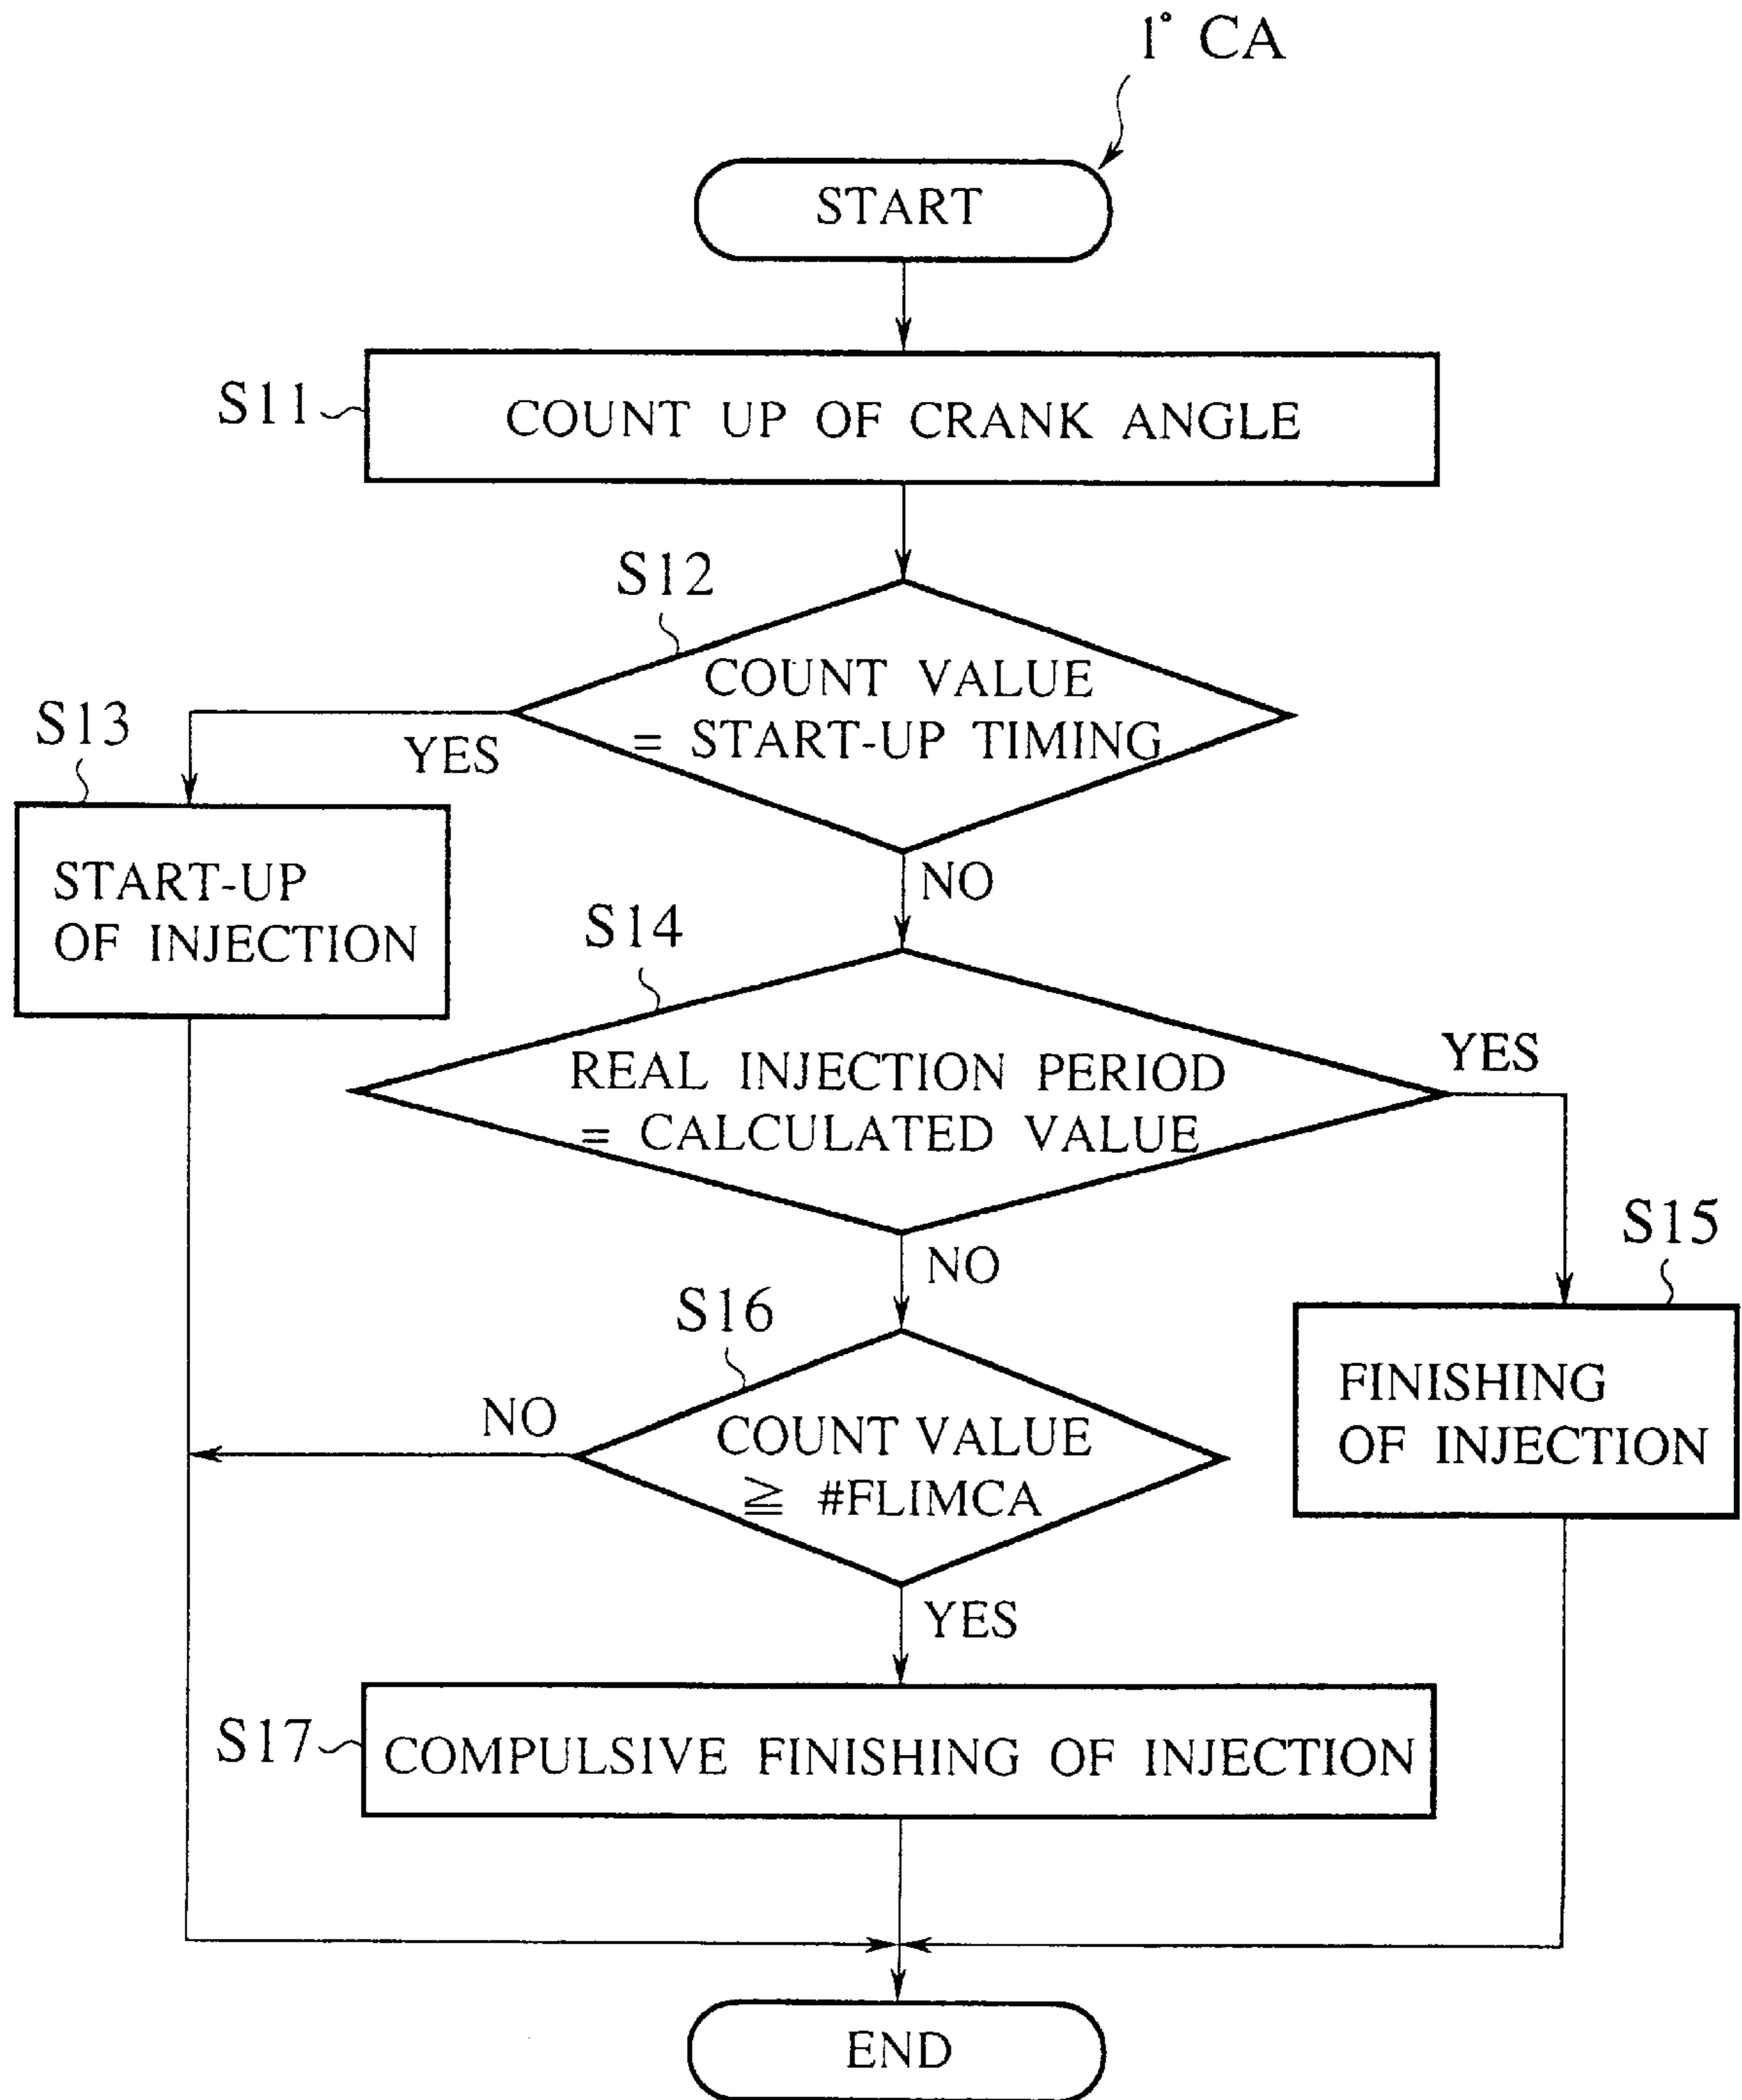 1° CA
START
S11
COUNT UP OF CRANK ANGLE
S12
COUNT VALUE
= START-UP TIMING
YES
NO
S13
START-UP
OF INJECTION
S14
REAL INJECTION PERIOD
= CALCULATED VALUE
YES
NO
S15
FINISHING
OF INJECTION
S16
COUNT VALUE
≧ #FLIMCA
NO
YES
S17
COMPULSIVE FINISHING OF INJECTION
END